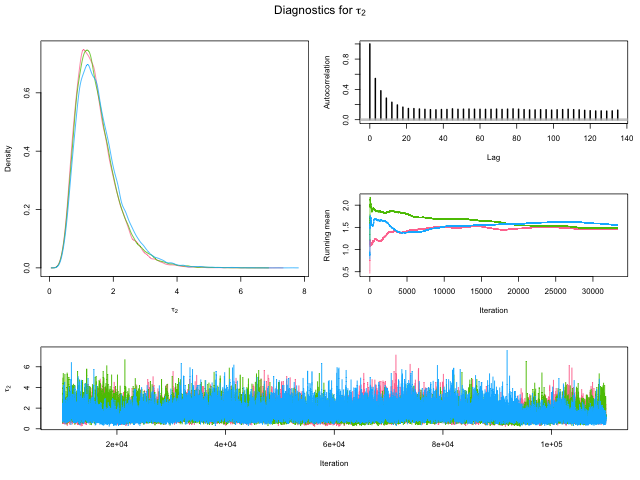 Diagnostics for τ₂
Density
0.0 0.2 0.4 0.6
0 2 4 6 8
τ₂
Autocorrelation
0.0 0.4 0.8
0 20 40 60 80 100 120 140
Lag
Running mean
0.5 1.0 1.5 2.0
0 5000 10000 15000 20000 25000 30000
Iteration
τ₂
0 2 4 6
2e+04 4e+04 6e+04 8e+04 1e+05
Iteration